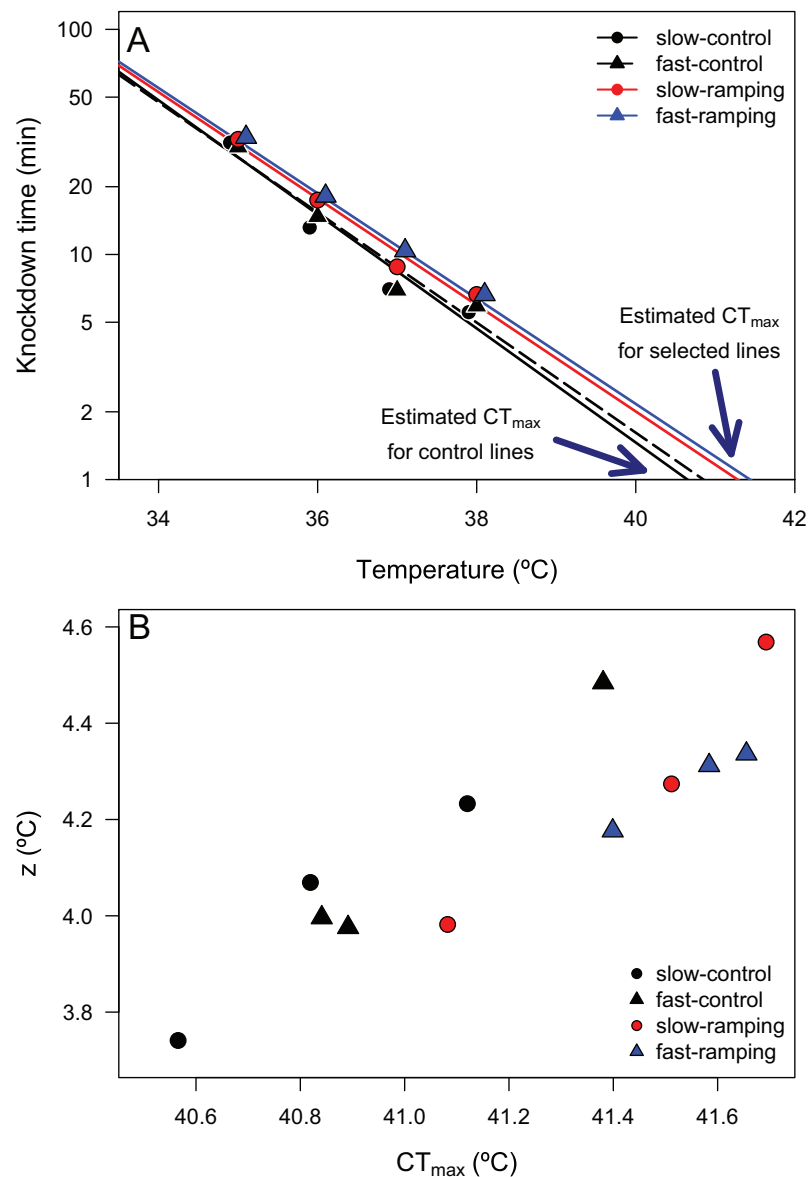 A
slow-control
fast-control
slow-ramping
fast-ramping
Knockdown time (min)
100
50
20
10
5
2
1
Estimated CTmax
for selected lines
Estimated CTmax
for control lines
34
36
38
40
42
Temperature (ºC)
B
z (ºC)
4.6
4.4
4.2
4.0
3.8
slow-control
fast-control
slow-ramping
fast-ramping
40.6
40.8
41.0
41.2
41.4
41.6
CTmax (ºC)